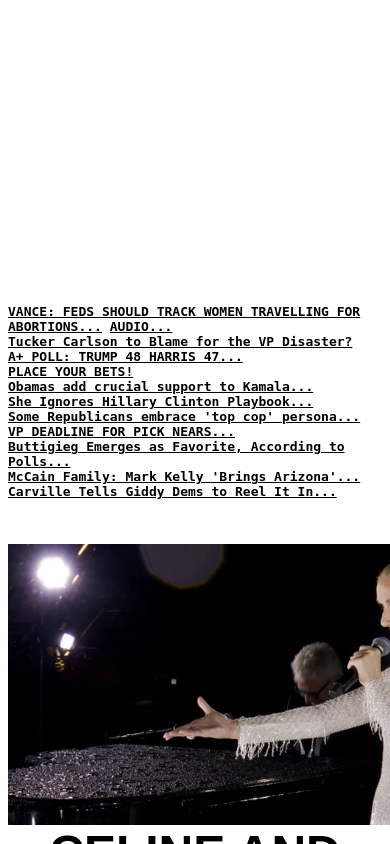 VANCE: FEDS SHOULD TRACK WOMEN TRAVELLING FOR
ABORTIONS... AUDIO...
Tucker Carlson to Blame for the VP Disaster?
A+ POLL: TRUMP 48 HARRIS 47...
PLACE YOUR BETS!
Obamas add crucial support to Kamala...
She Ignores Hillary Clinton Playbook...
Some Republicans embrace 'top cop' persona...
VP DEADLINE FOR PICK NEARS...
Buttigieg Emerges as Favorite, According to
Polls...
McCain Family: Mark Kelly 'Brings Arizona'...
Carville Tells Giddy Dems to Reel It In...
CELINE AND